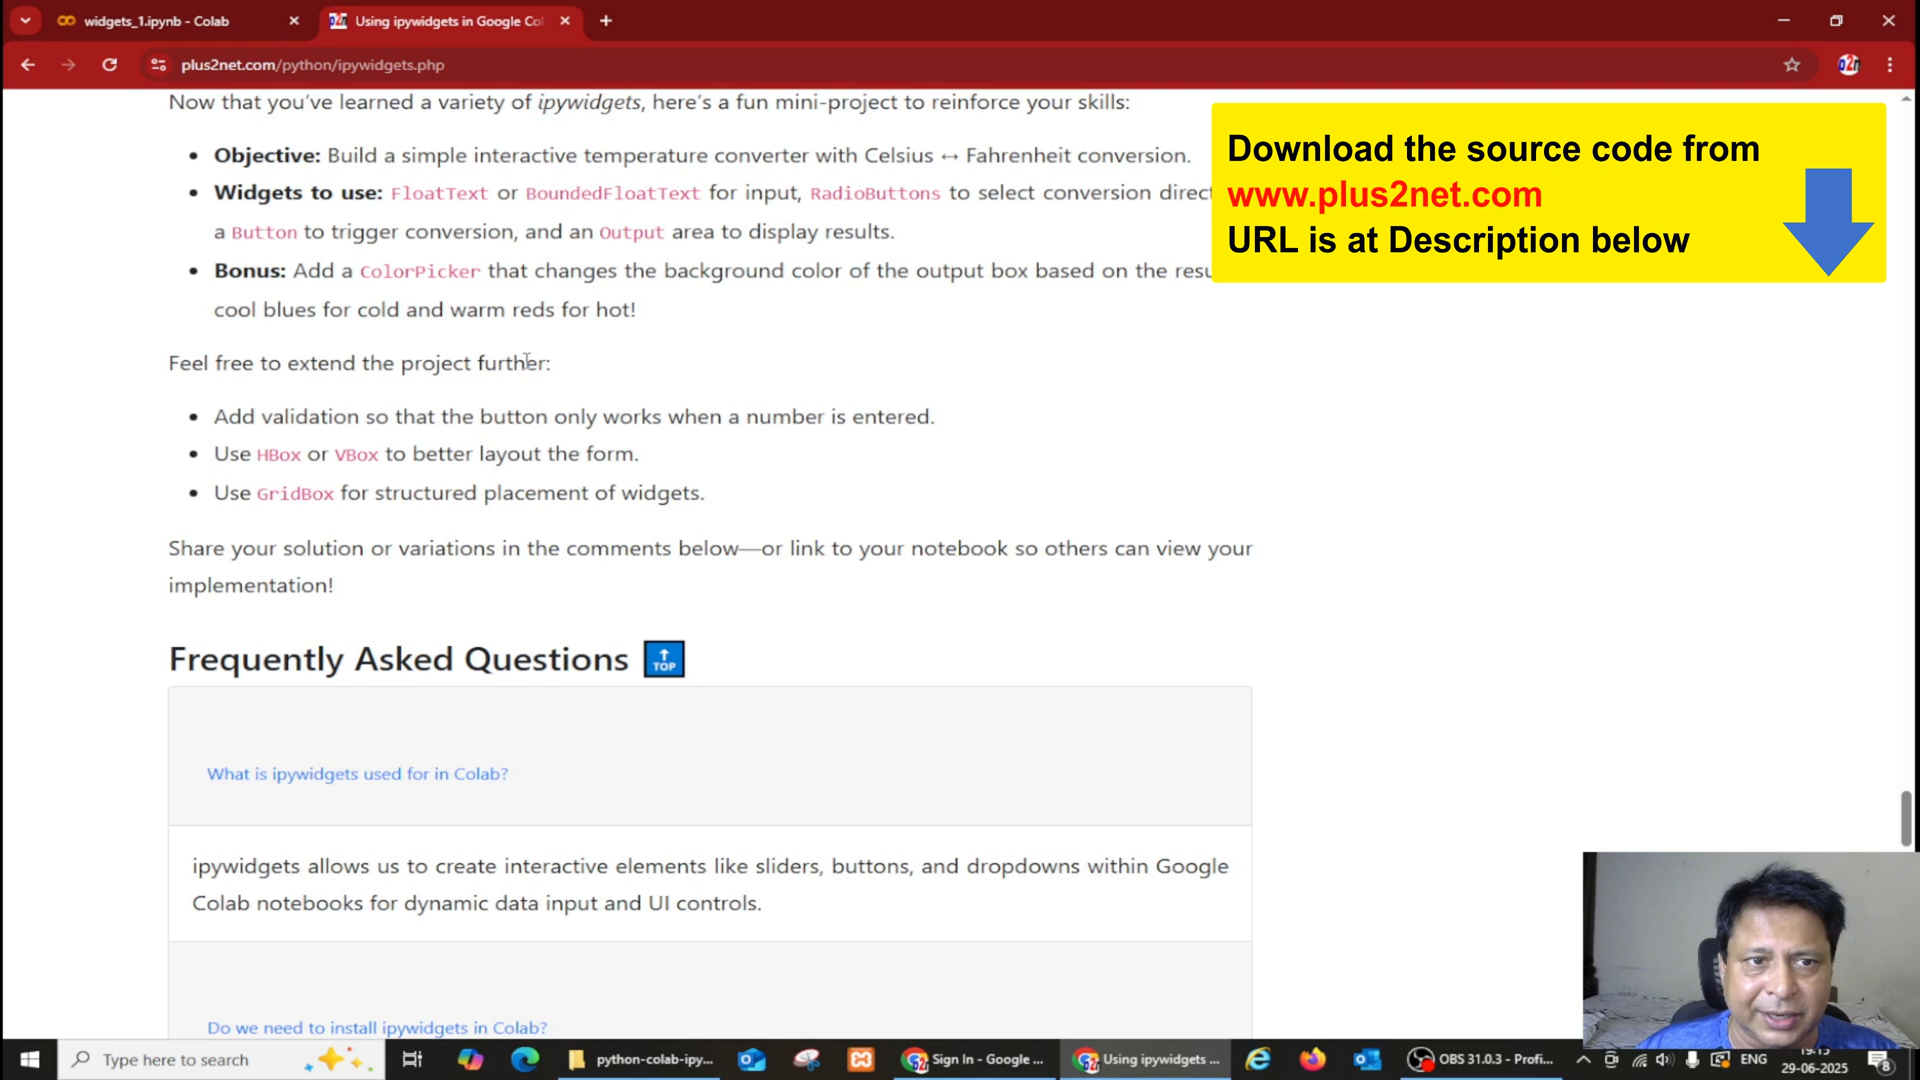 widgets_1.ipynb - Colab
Using ipywidgets in Google Co
plus2net.com/python/ipywidgets.php
Now that you've learned a variety of ipywidgets, here's a fun mini-project to reinforce your skills:
Objective: Build a simple interactive temperature converter with Celsius ↔ Fahrenheit conversion.
Widgets to use: FloatText or BoundedFloatText for input, RadioButtons to select conversion direct
a Button to trigger conversion, and an Output area to display results.
Bonus: Add a ColorPicker that changes the background color of the output box based on the resu
cool blues for cold and warm reds for hot!
Feel free to extend the project further:
Add validation so that the button only works when a number is entered.
Use HBox or VBox to better layout the form.
Use GridBox for structured placement of widgets.
Share your solution or variations in the comments below—or link to your notebook so others can view your
implementation!
Frequently Asked Questions
TOP
What is ipywidgets used for in Colab?
ipywidgets allows us to create interactive elements like sliders, buttons, and dropdowns within Google
Colab notebooks for dynamic data input and UI controls.
Do we need to install ipywidgets in Colab?
Download the source code from
www.plus2net.com
URL is at Description below
Type here to search
python-colab-ipy...
Sign In - Google ...
Using ipywidgets ...
OBS 31.0.3 - Profi...
ENG
29-06-2025
8